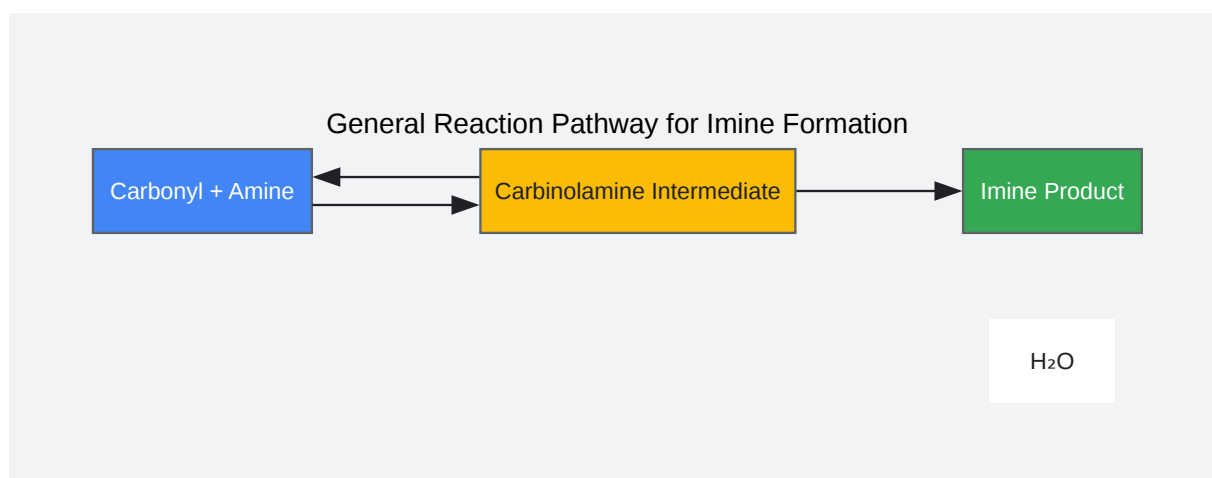 General Reaction Pathway for Imine Formation
Carbonyl + Amine
Carbinolamine Intermediate
Imine Product
H₂O